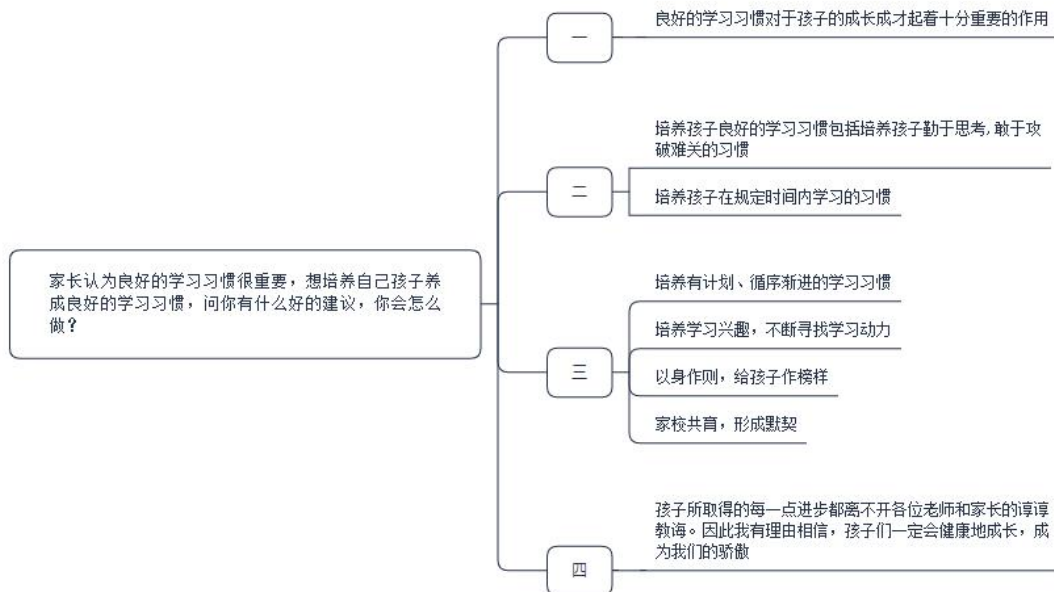 家长认为良好的学习习惯很重要，想培养自己孩子养
成良好的学习习惯，问你有什么好的建议，你会怎么
做？
一
良好的学习习惯对于孩子的成长成才起着十分重要的作用
二
培养孩子良好的学习习惯包括培养孩子勤于思考,敢于攻
破难关的习惯
培养孩子在规定时间内学习的习惯
三
培养有计划、循序渐进的学习习惯
培养学习兴趣，不断寻找学习动力
以身作则，给孩子作榜样
家校共育，形成默契
四
孩子所取得的每一点进步都离不开各位老师和家长的谆谆
教诲。因此我有理由相信，孩子们一定会健康地成长，成
为我们的骄傲